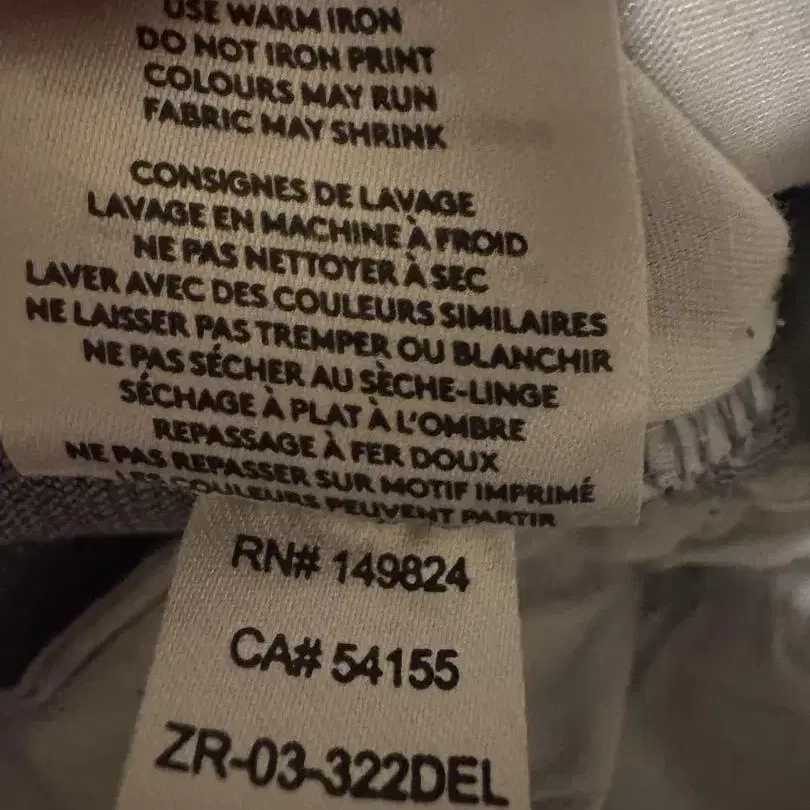 USE WARM IRON
DO NOT IRON PRINT
COLOURS MAY RUN
FABRIC MAY SHRINK
CONSIGNES DE LAVAGE
LAVAGE EN MACHINE À FROID
NE PAS NETTOYER À SEC
LAVER AVEC DES COULEURS SIMILAIRES
NE LAISSER PAS TREMPER OU BLANCHIR
NE PAS SÉCHER AU SÈCHE-LINGE
SÉCHAGE À PLAT À L'OMBRE
REPASSAGE À FER DOUX
NE PAS REPASSER SUR MOTIF IMPRIMÉ
LES COULEURS PEUVENT PARTIR
RN# 149824
CA# 54155
ZR-03-322DEL